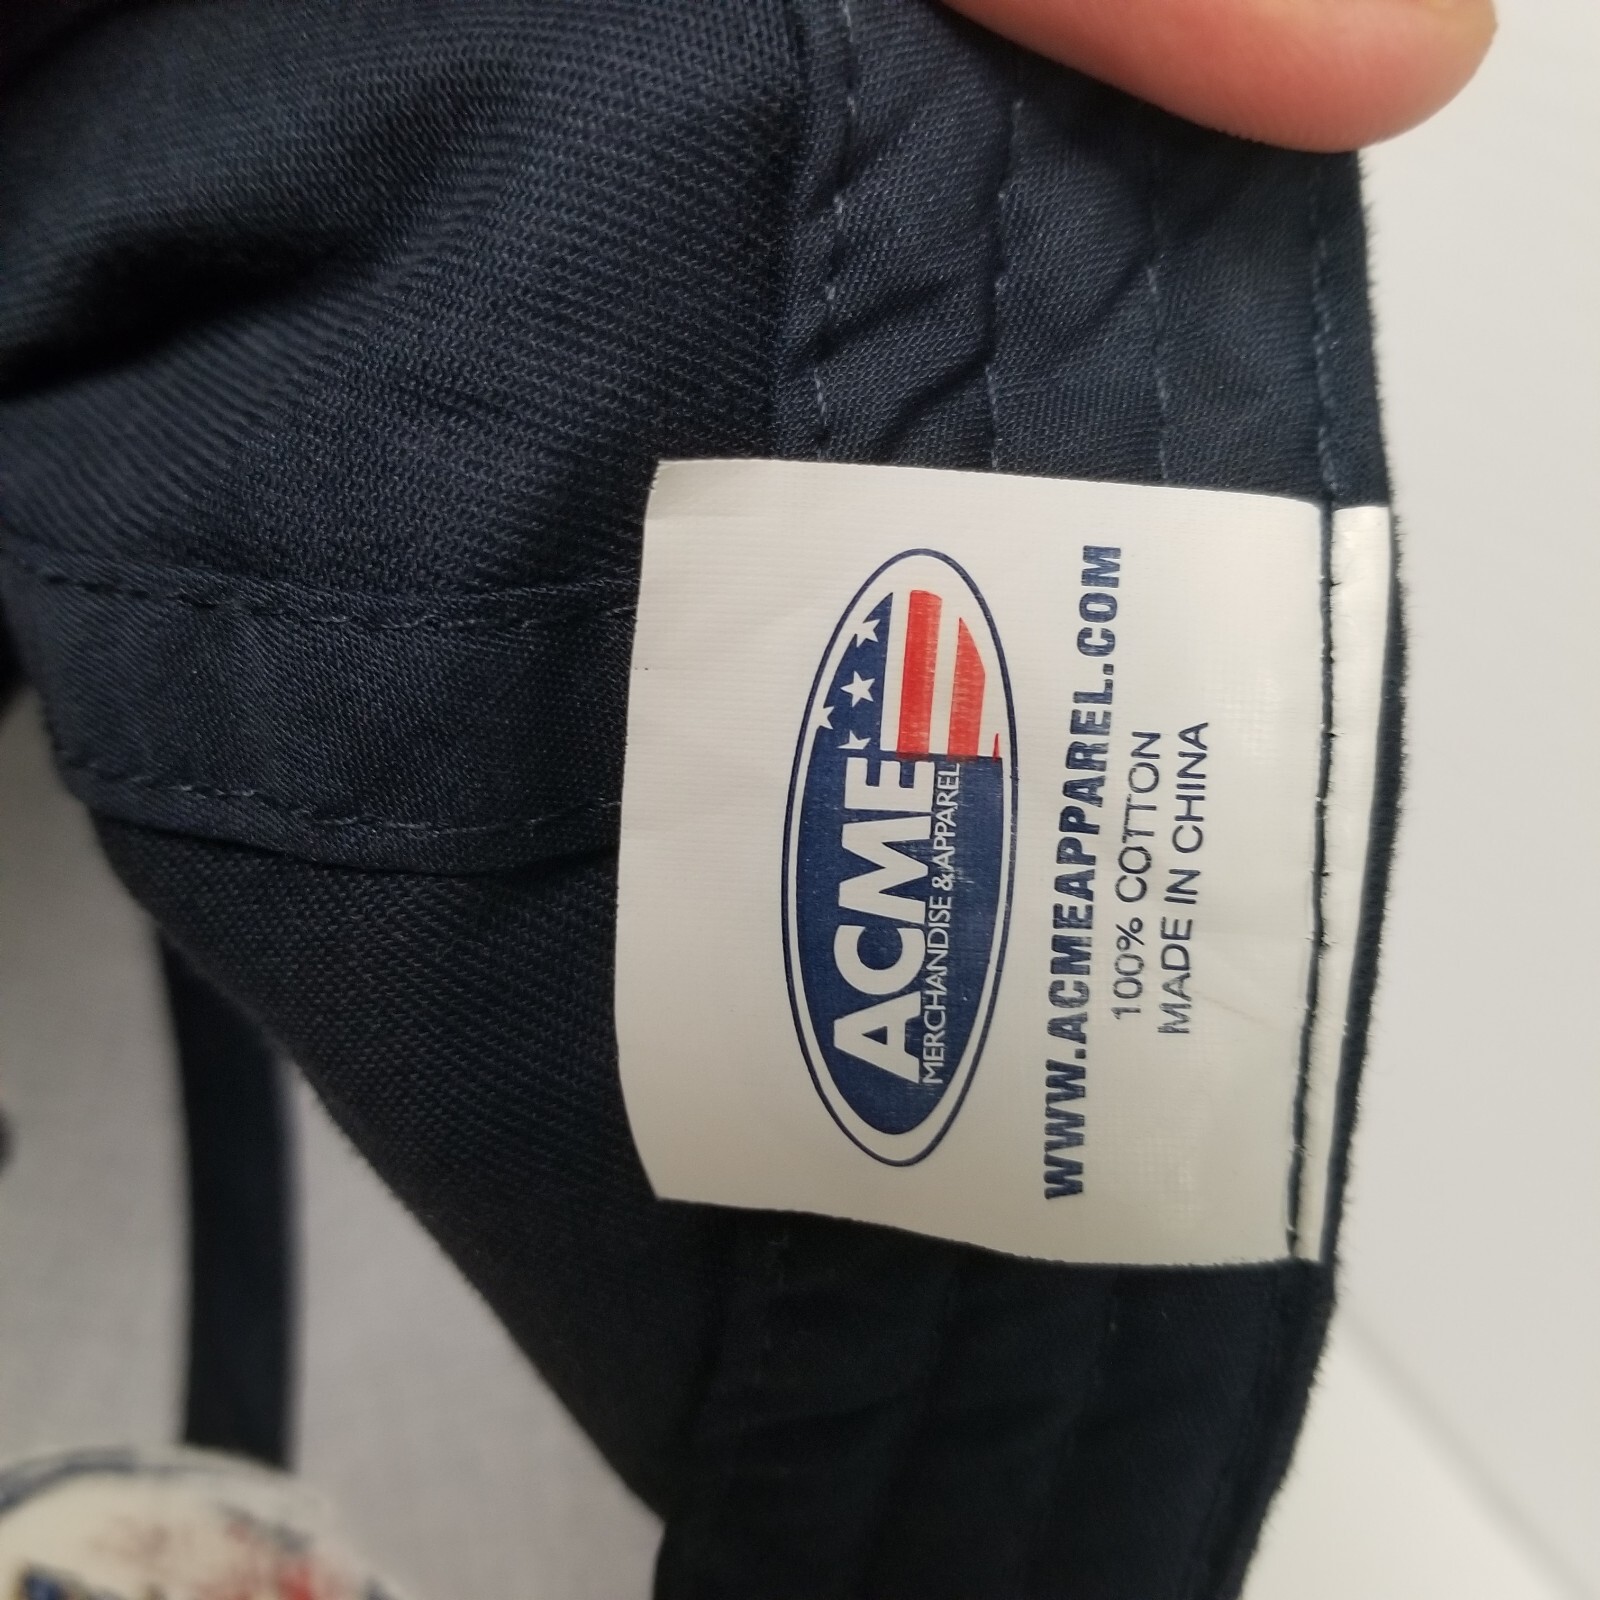 ACME
MERCHANDISE & APPAREL
WWW.ACMEAPPAREL.COM
100% COTTON
MADE IN CHINA